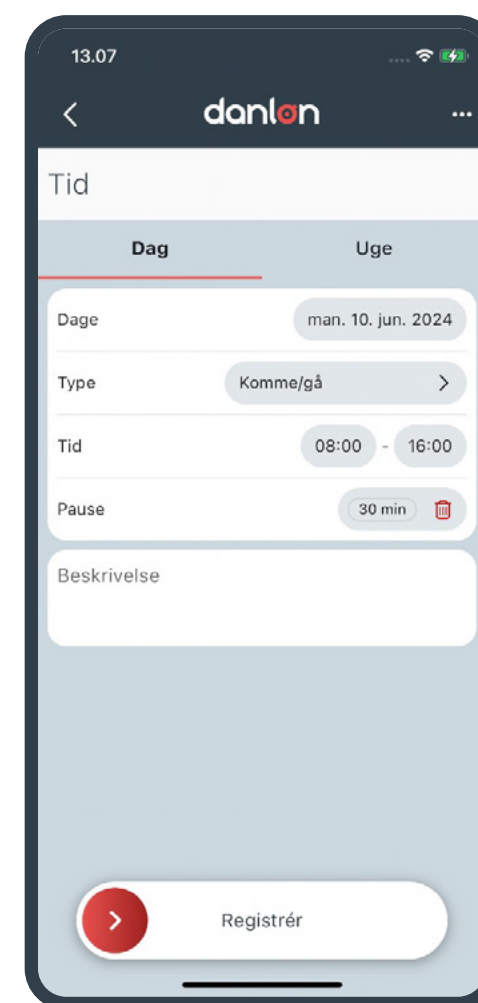 13.07
danløn
Tid
Dag Uge
Dage man. 10. jun. 2024
Type Komme/gå
Tid 08:00 - 16:00
Pause 30 min
Beskrivelse
Registrér